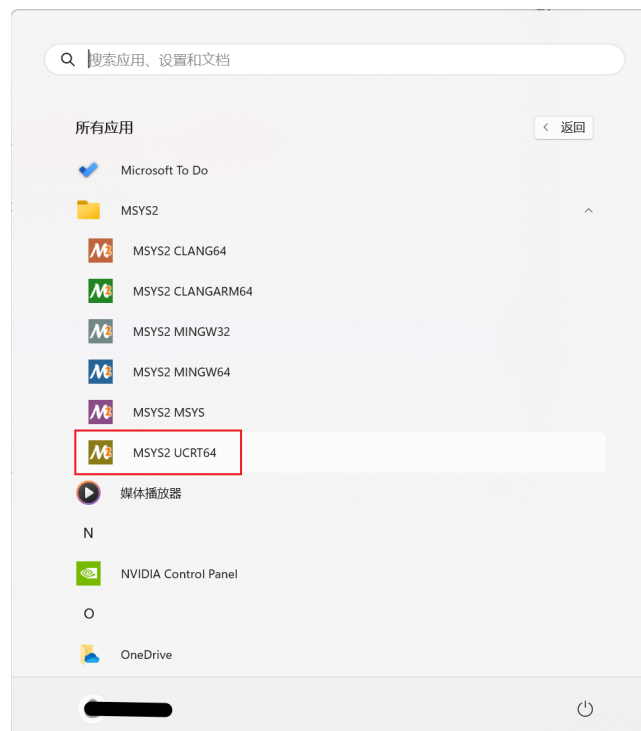 搜索应用、设置和文档
所有应用
返回
Microsoft To Do
MSYS2
MSYS2 CLANG64
MSYS2 CLANGARM64
MSYS2 MINGW32
MSYS2 MINGW64
MSYS2 MSYS
MSYS2 UCRT64
媒体播放器
N
NVIDIA Control Panel
O
OneDrive